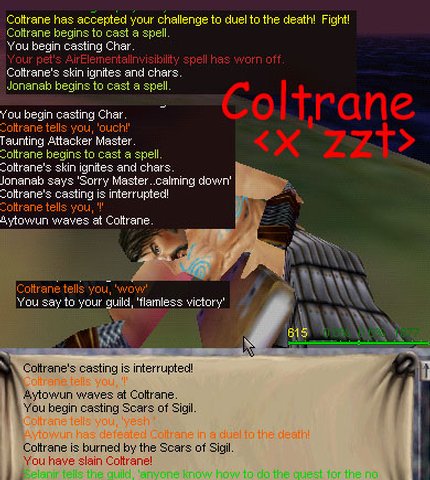 Coltrane has accepted your challenge to duel to the death! Fight!
Coltrane begins to cast a spell.
You begin casting Char.
Your pet's AirElementalInvisibility spell has worn off.
Coltrane's skin ignites and chars.
Jonanab begins to cast a spell.
Coltrane
<x_zzt>
You begin casting Char.
Coltrane tells you, 'ouch!'
Taunting Attacker Master.
Coltrane begins to cast a spell.
Coltrane's skin ignites and chars.
Jonanab says 'Sorry Master..calming down'
Coltrane's casting is interrupted!
Coltrane tells you, '!'
Aytowun waves at Coltrane.
Coltrane tells you, 'wow'
You say to your guild, 'flamless victory'
815
Coltrane's casting is interrupted!
Coltrane tells you, '!'
Aytowun waves at Coltrane.
You begin casting Scars of Sigil.
Coltrane tells you, 'yesh '
Aytowun has defeated Coltrane in a duel to the death!
Coltrane is burned by the Scars of Sigil.
You have slain Coltrane!
Selanir tells the guild, 'anyone know how to do the quest for the no